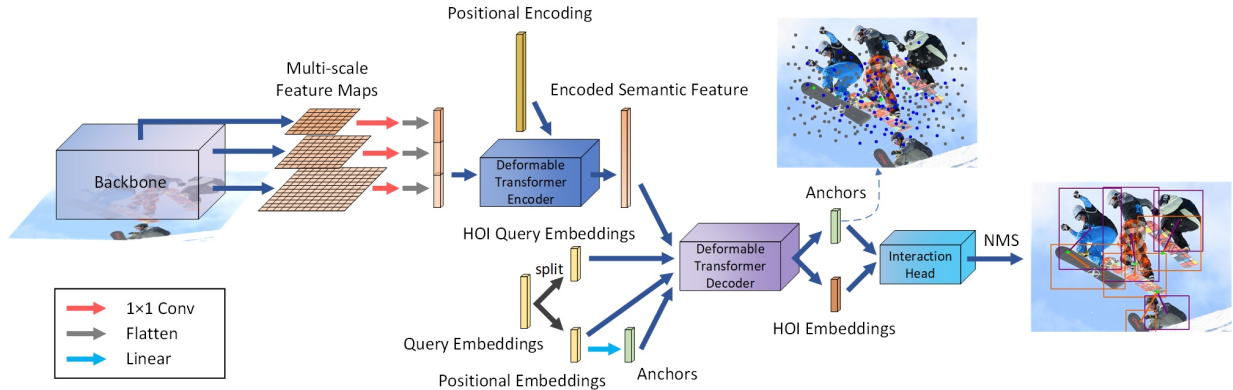 Positional Encoding
Multi-scale
Feature Maps
Encoded Semantic Feature
Backbone
Deformable
Transformer
Encoder
Anchors
HOI Query Embeddings
split
Deformable
Transformer
Decoder
Interaction
Head
NMS
1×1 Conv
Flatten
Linear
Query Embeddings
HOI Embeddings
Positional Embeddings
Anchors